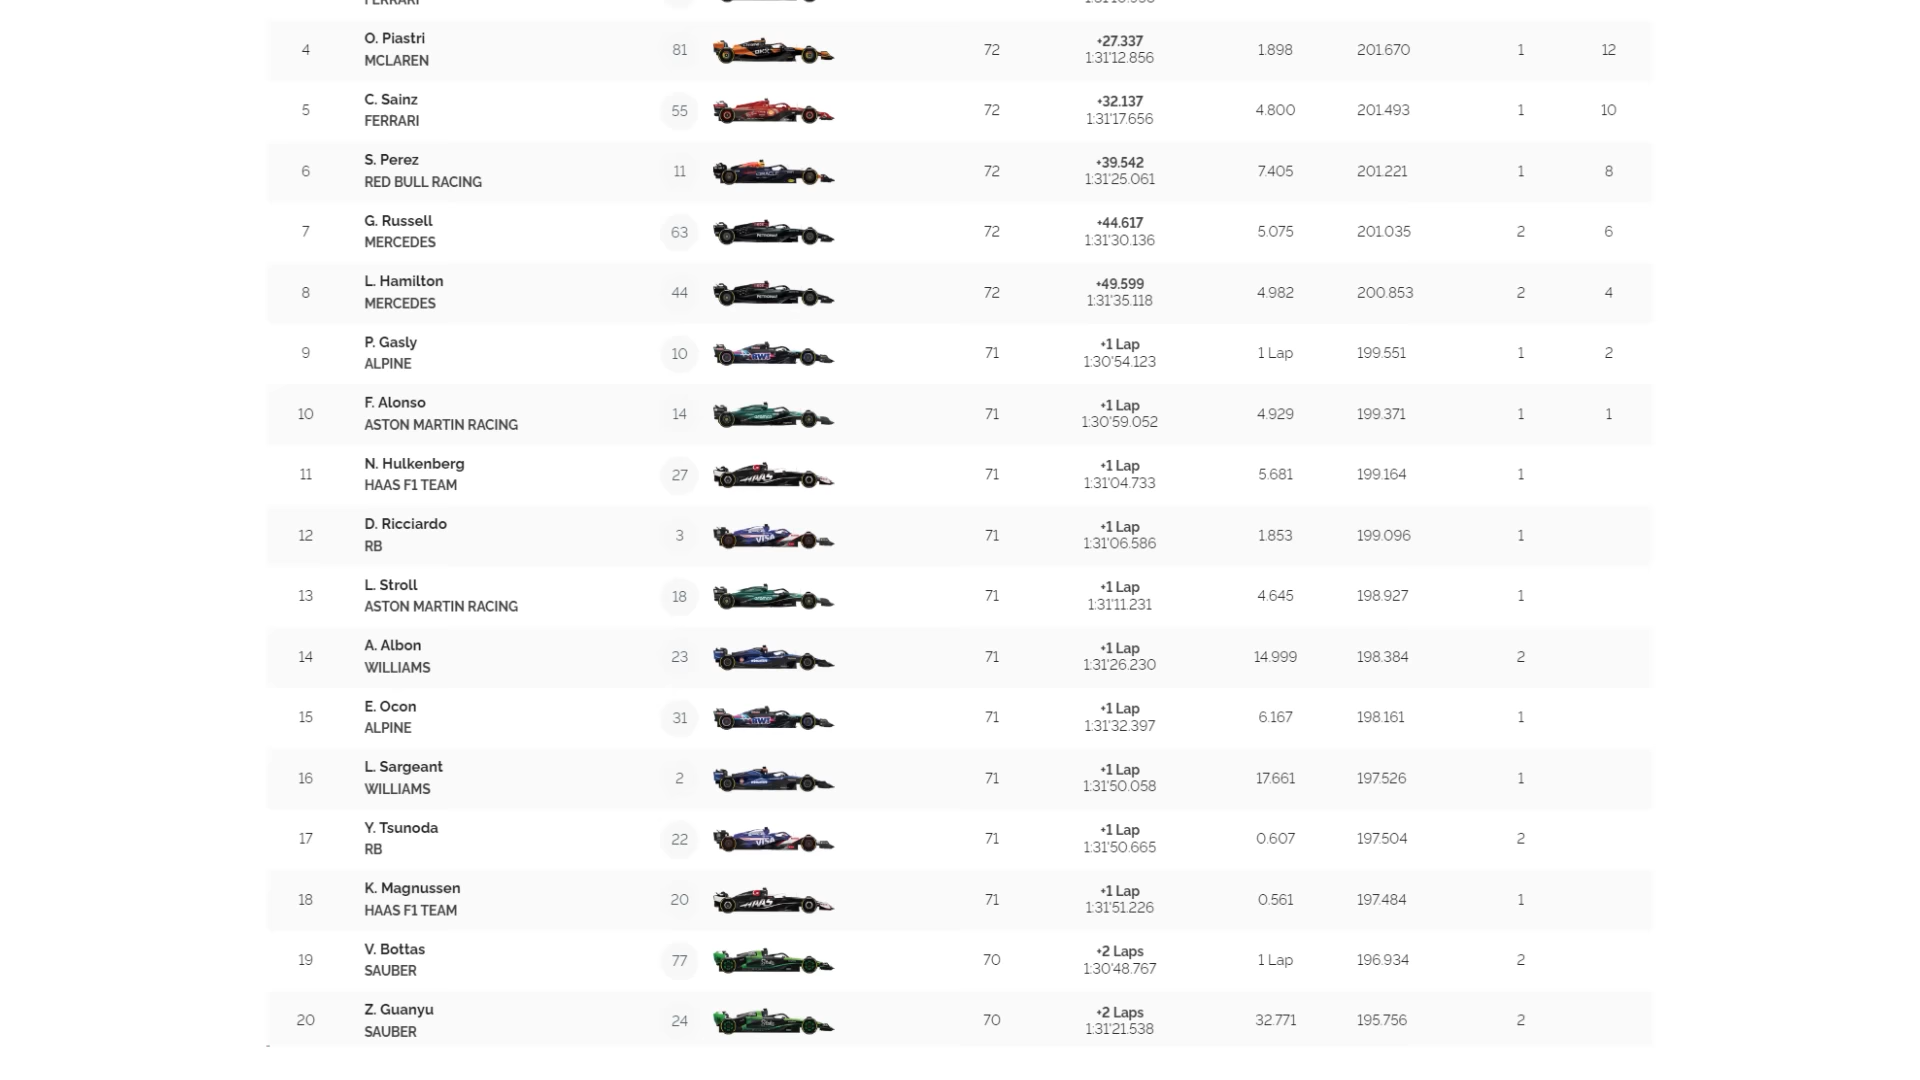 4 O. Piastri MCLAREN 81 72 +27.337 1:31'12.856 1.898 201.670 1 12
5 C. Sainz FERRARI 55 72 +32.137 1:31'17.656 4.800 201.493 1 10
6 S. Perez RED BULL RACING 11 72 +39.542 1:31'25.061 7.405 201.221 1 8
7 G. Russell MERCEDES 63 72 +44.617 1:31'30.136 5.075 201.035 2 6
8 L. Hamilton MERCEDES 44 72 +49.599 1:31'35.118 4.982 200.853 2 4
9 P. Gasly ALPINE 10 71 +1 Lap 1:30'54.123 1 Lap 199.551 1 2
10 F. Alonso ASTON MARTIN RACING 14 71 +1 Lap 1:30'59.052 4.929 199.371 1 1
11 N. Hulkenberg HAAS F1 TEAM 27 71 +1 Lap 1:31'04.733 5.681 199.164 1
12 D. Ricciardo RB 3 71 +1 Lap 1:31'06.586 1.853 199.096 1
13 L. Stroll ASTON MARTIN RACING 18 71 +1 Lap 1:31'11.231 4.645 198.927 1
14 A. Albon WILLIAMS 23 71 +1 Lap 1:31'26.230 14.999 198.384 2
15 E. Ocon ALPINE 31 71 +1 Lap 1:31'32.397 6.167 198.161 1
16 L. Sargeant WILLIAMS 2 71 +1 Lap 1:31'50.058 17.661 197.526 1
17 Y. Tsunoda RB 22 71 +1 Lap 1:31'50.665 0.607 197.504 2
18 K. Magnussen HAAS F1 TEAM 20 71 +1 Lap 1:31'51.226 0.561 197.484 1
19 V. Bottas SAUBER 77 70 +2 Laps 1:30'48.767 1 Lap 196.934 2
20 Z. Guanyu SAUBER 24 70 +2 Laps 1:31'21.538 32.771 195.756 2